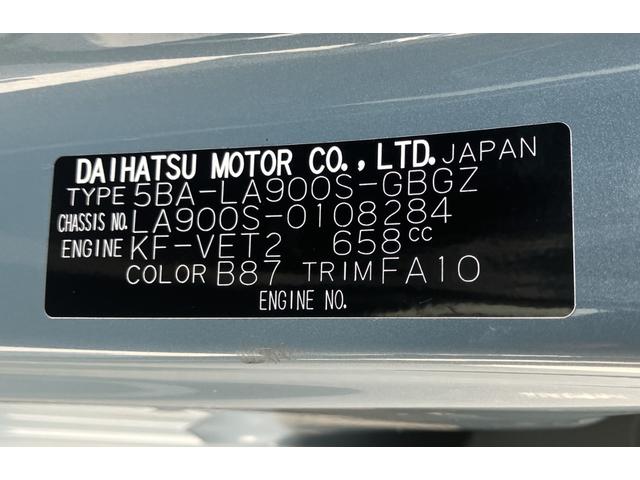 DAIHATSU MOTOR CO.,LTD. JAPAN
TYPE 5BA-LA900S-GBGZ
CHASSIS NO. LA900S-0108284
ENGINE KF-VET2 658cc
COLOR B87 TRIM FA10
ENGINE NO.